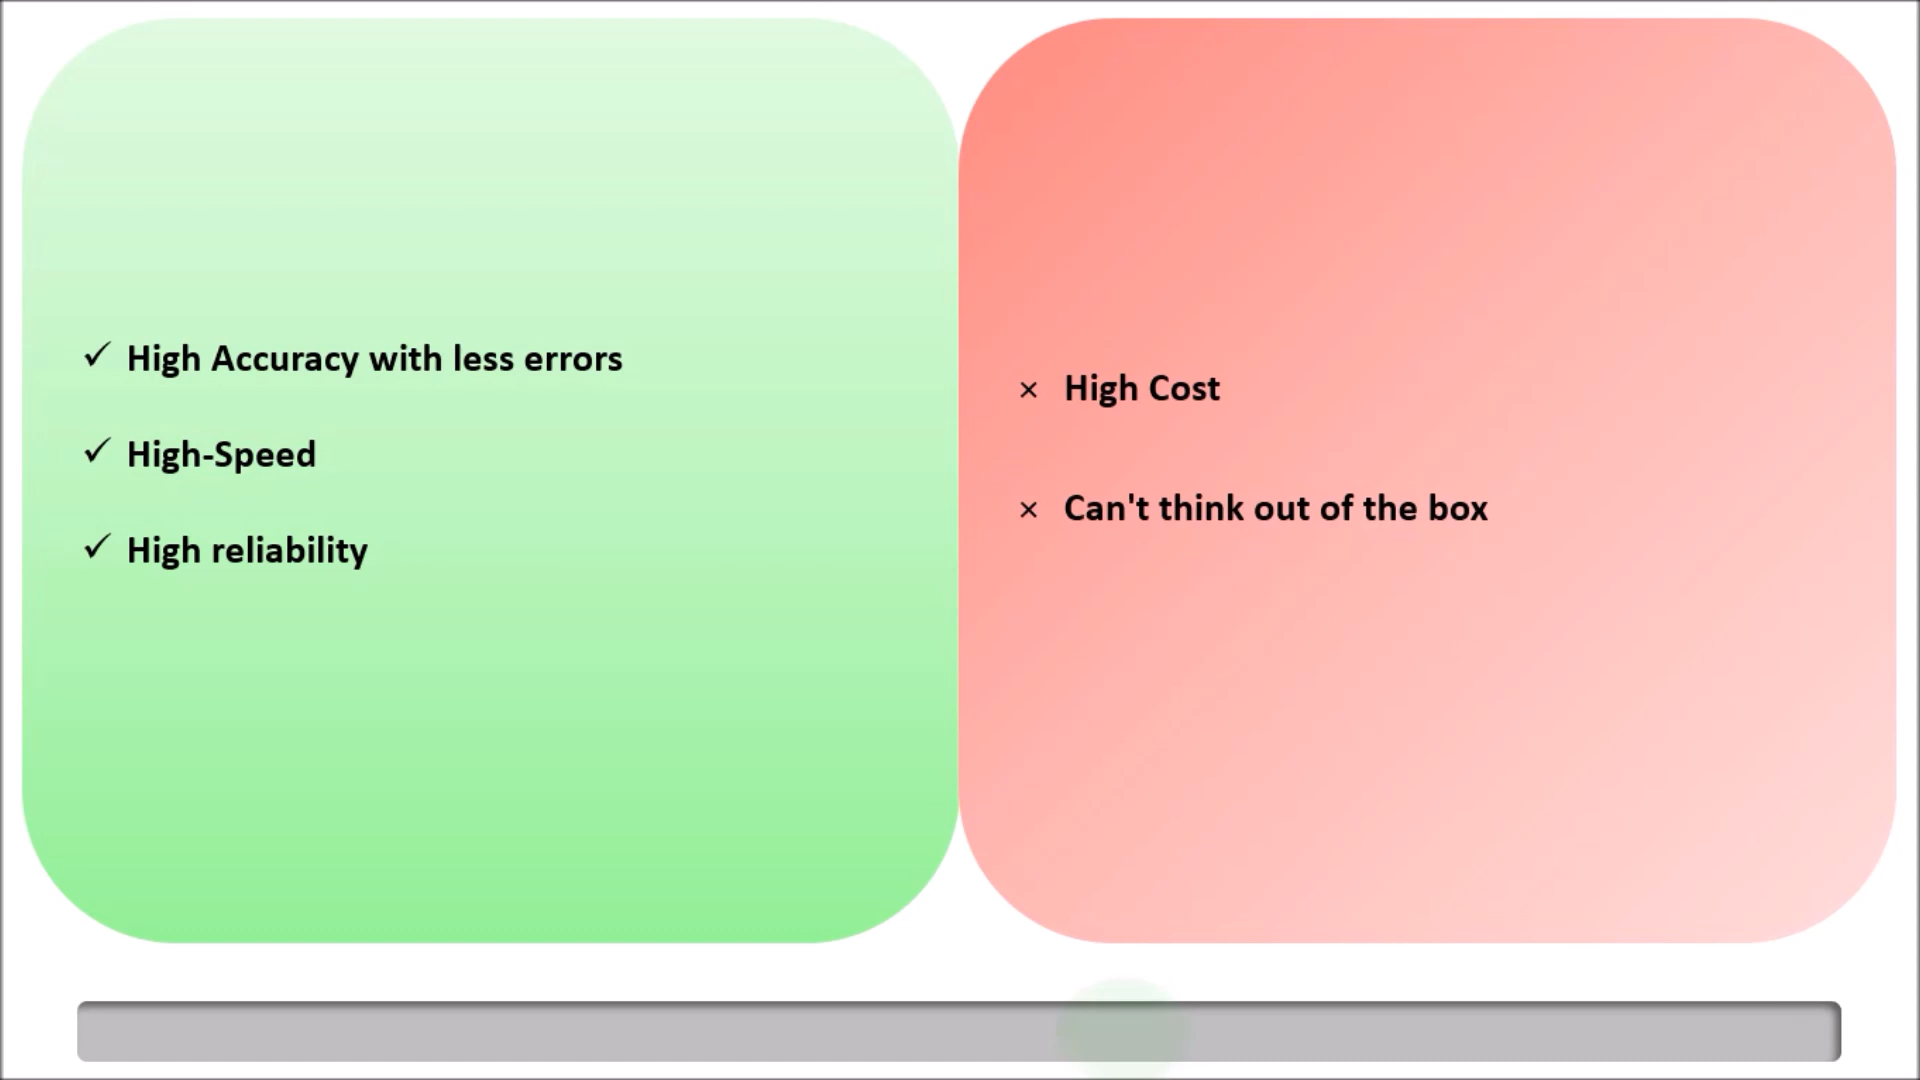 ✓ High Accuracy with less errors
✓ High-Speed
✓ High reliability
× High Cost
× Can't think out of the box